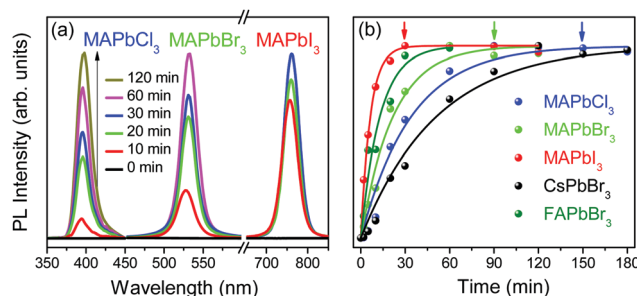 (a) MAPbCl3 MAPbBr3 MAPbI3
120 min
60 min
30 min
20 min
10 min
0 min
PL Intensity (arb. units)
350 400 450 500 550 600 750 800
Wavelength (nm)
(b)
MAPbCl3
MAPbBr3
MAPbI3
CsPbBr3
FAPbBr3
0 30 60 90 120 150 180
Time (min)